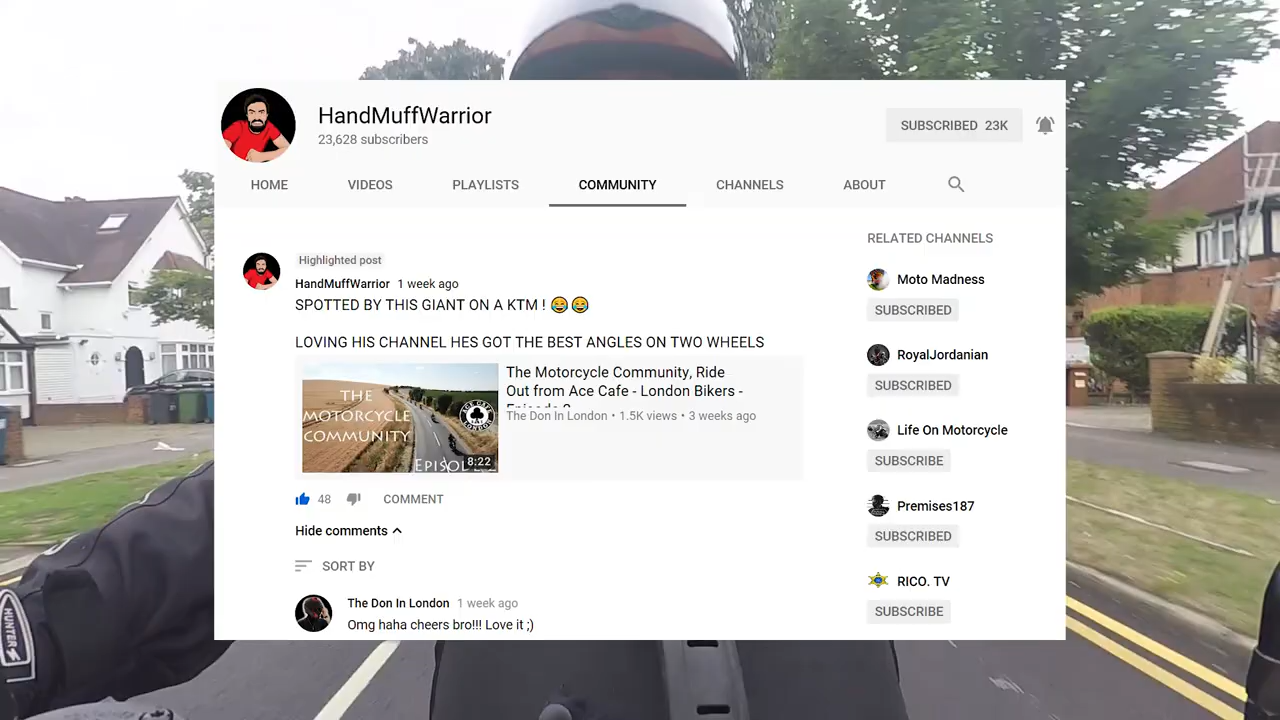 HandMuffWarrior
23,628 subscribers
SUBSCRIBED 23K
HOME VIDEOS PLAYLISTS COMMUNITY CHANNELS ABOUT
Highlighted post
HandMuffWarrior 1 week ago
SPOTTED BY THIS GIANT ON A KTM ! 😂😂
LOVING HIS CHANNEL HES GOT THE BEST ANGLES ON TWO WHEELS
THE
MOTORCYCLE
COMMUNITY
8:22
The Motorcycle Community, Ride
Out from Ace Cafe - London Bikers -
The Don In London • 1.5K views • 3 weeks ago
48 COMMENT
Hide comments
SORT BY
The Don In London 1 week ago
Omg haha cheers bro!!! Love it ;)
RELATED CHANNELS
Moto Madness
SUBSCRIBED
RoyalJordanian
SUBSCRIBED
Life On Motorcycle
SUBSCRIBE
Premises187
SUBSCRIBED
RICO. TV
SUBSCRIBE
HUNTER